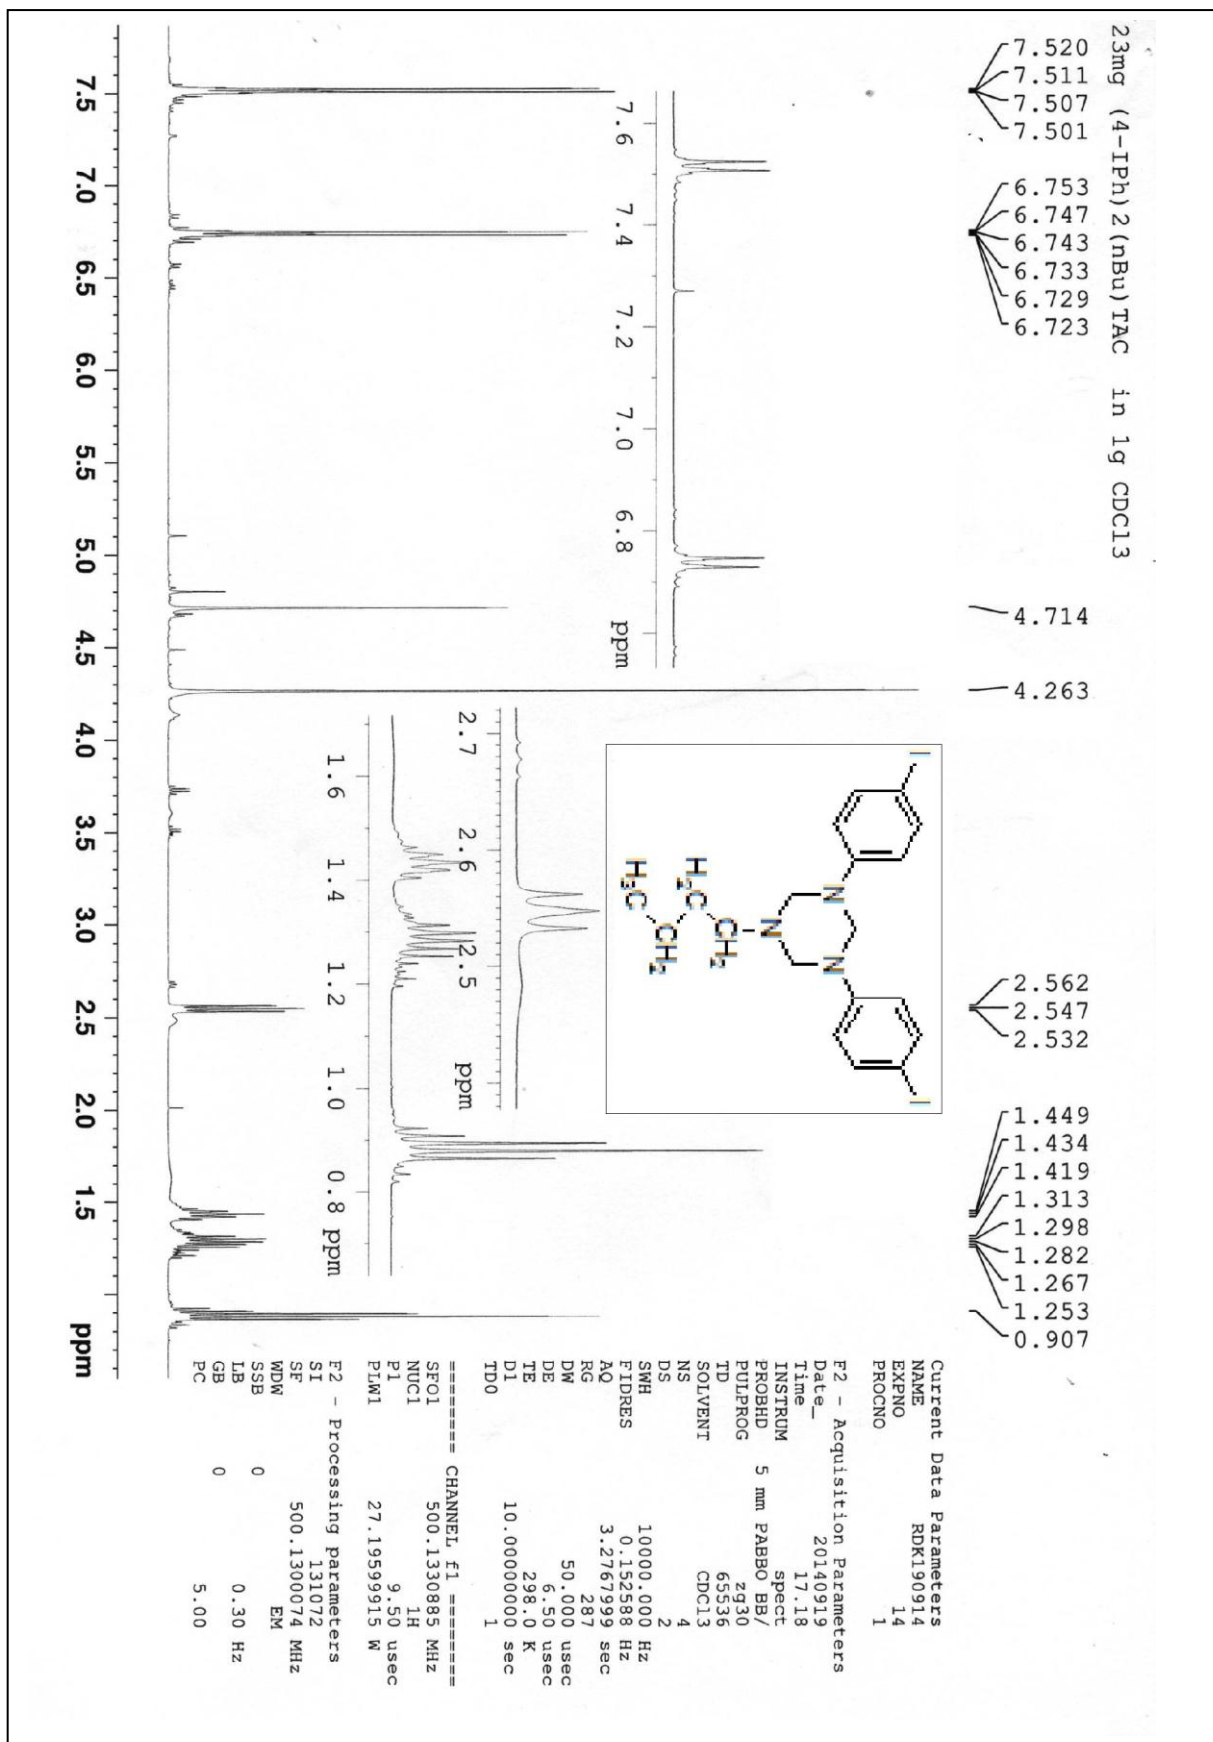 23mg (4-IPh)2(nBu)TAC in 1g CDCl3
7.520
7.511
7.507
7.501
6.753
6.747
6.743
6.733
6.729
6.723
4.714
4.263
2.562
2.547
2.532
1.449
1.434
1.419
1.313
1.298
1.282
1.267
1.253
0.907
7.6 7.4 7.2 7.0 6.8 ppm
I I
N N
N
H2C CH2
H3C CH2
2.7 2.6 2.5 ppm
1.6 1.4 1.2 1.0 0.8 ppm
7.5 7.0 6.5 6.0 5.5 5.0 4.5 4.0 3.5 3.0 2.5 2.0 1.5 ppm
Current Data Parameters
NAME RDK190914
EXPNO 14
PROCNO 1
F2 - Acquisition Parameters
Date_ 20140919
Time 17.18
INSTRUM spect
PROBHD 5 mm PABBO BB/
PULPROG zg30
TD 65536
SOLVENT CDCl3
NS 4
DS 2
SWH 10000.000 Hz
FIDRES 0.152588 Hz
AQ 3.2767999 sec
RG 287
DW 50.000 usec
DE 6.50 usec
TE 298.0 K
D1 10.00000000 sec
TD0 1
======== CHANNEL f1 ========
SFO1 500.1330885 MHz
NUC1 1H
P1 9.50 usec
PLW1 27.19599915 W
F2 - Processing parameters
SI 131072
SF 500.1300074 MHz
WDW EM
SSB 0
LB 0.30 Hz
GB 0
PC 5.00